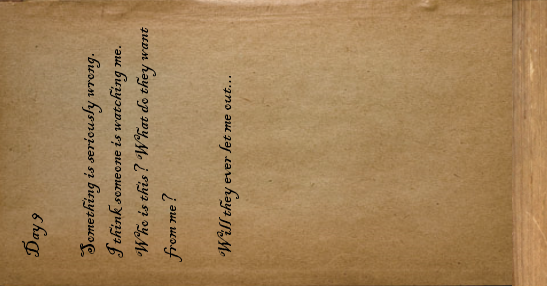 Day 9
Something is seriously wrong.
I think someone is watching me.
Who is this? What do they want
from me?
Will they ever let me out...